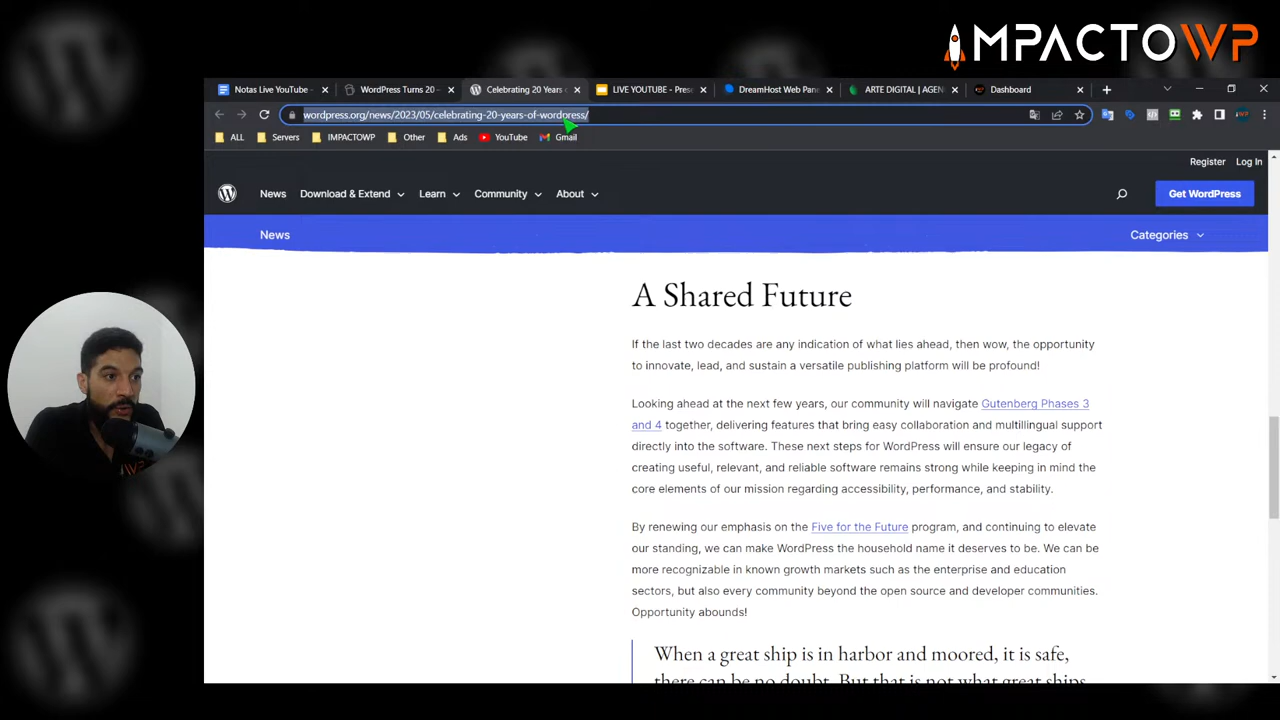 IMPACTOWP
Notas Live YouTube -
WordPress Turns 20 –
Celebrating 20 Years o
LIVE YOUTUBE - Prese
DreamHost Web Pane
ARTE DIGITAL | AGEN
Dashboard
wordpress.org/news/2023/05/celebrating-20-years-of-wordpress/
ALL
Servers
IMPACTOWP
Other
Ads
YouTube
Gmail
Register
Log In
News
Download & Extend
Learn
Community
About
Get WordPress
News
Categories
A Shared Future
If the last two decades are any indication of what lies ahead, then wow, the opportunity
to innovate, lead, and sustain a versatile publishing platform will be profound!
Looking ahead at the next few years, our community will navigate Gutenberg Phases 3
and 4 together, delivering features that bring easy collaboration and multilingual support
directly into the software. These next steps for WordPress will ensure our legacy of
creating useful, relevant, and reliable software remains strong while keeping in mind the
core elements of our mission regarding accessibility, performance, and stability.
By renewing our emphasis on the Five for the Future program, and continuing to elevate
our standing, we can make WordPress the household name it deserves to be. We can be
more recognizable in known growth markets such as the enterprise and education
sectors, but also every community beyond the open source and developer communities.
Opportunity abounds!
When a great ship is in harbor and moored, it is safe,
there can be no doubt. But that is not what great ships